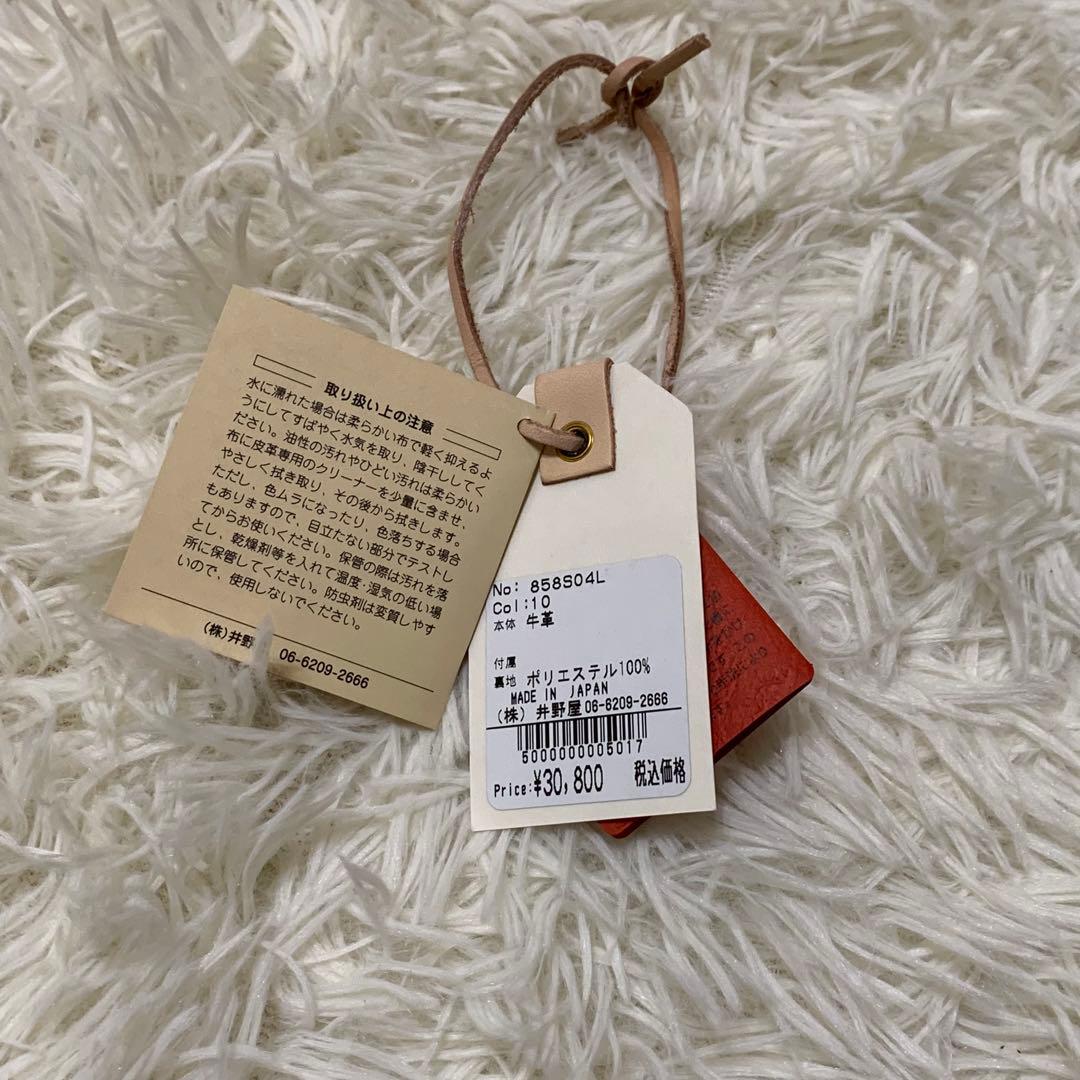 取り扱い上の注意
水に濡れた場合は柔らかい布で軽く抑えるよ
うにしてすばやく水気を取り、陰干ししてく
ださい。油性の汚れやひどい汚れは柔らかい
布に皮革専用のクリーナーを少量に含ませ、
やさしく拭き取り、その後から拭きします。
ただし、色ムラになったり、色落ちする場合
もありますので、目立たない部分でテストし
てからお使いください。保管の際は汚れを落
とし、乾燥剤等を入れて温度･湿気の低い場
所に保管してください。防虫剤は変質しやす
いので、使用しないでください。
(株)井野 06-6209-2666
No: 858S04L
Col:10
本体 牛革
付属
裏地 ポリエステル100%
MADE IN JAPAN
(株) 井野屋 06-6209-2666
5000000005017
Price:¥30,800 税込価格